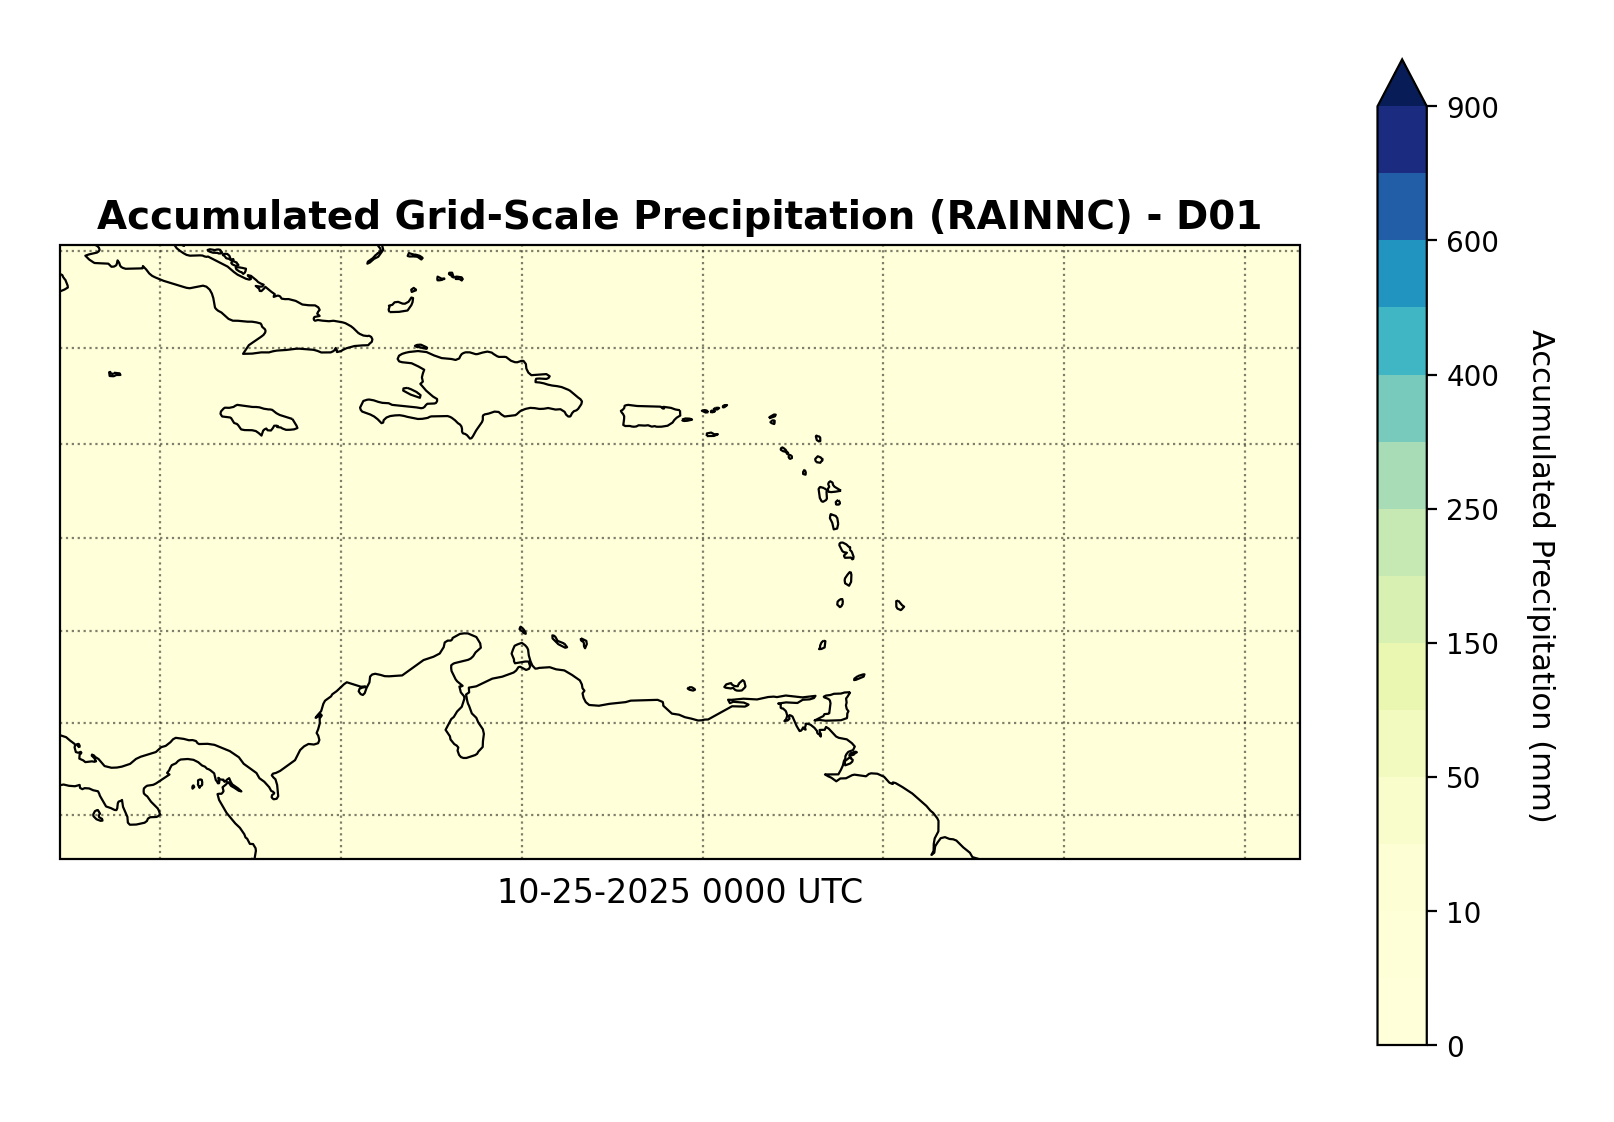 Accumulated Grid-Scale Precipitation (RAINNC) - D01
10-25-2025 0000 UTC
900
600
400
250
150
50
10
0
Accumulated Precipitation (mm)